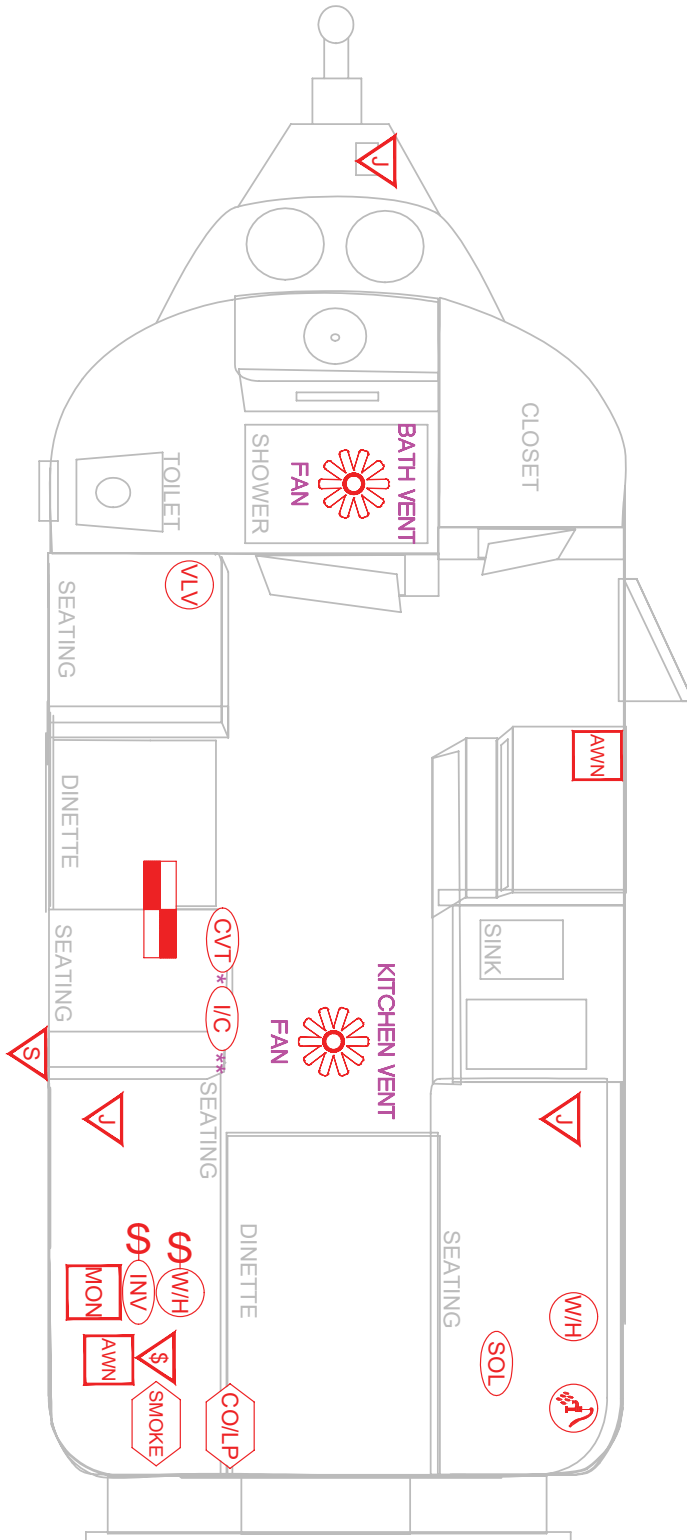 J
CLOSET
BATH VENT
FAN
SHOWER
TOILET
VLV
SEATING
AWN
DINETTE
CVT
*
SINK
SEATING
I/C
**
KITCHEN VENT
FAN
S
J
J
SEATING
DINETTE
SEATING
$
$
MON
INV
W/H
W/H
AWN
$
SOL
SMOKE
CO/LP